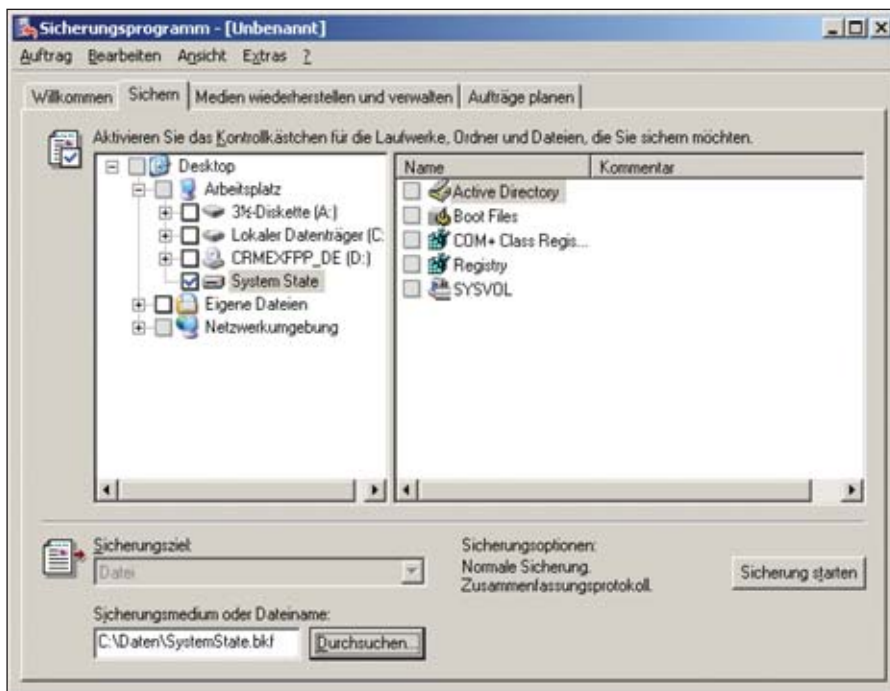 Sicherungsprogramm - [Unbenannt]
Auftrag Bearbeiten Ansicht Extras ?
Willkommen Sichern Medien wiederherstellen und verwalten Aufträge planen
Aktivieren Sie das Kontrollkästchen für die Laufwerke, Ordner und Dateien, die Sie sichern möchten.
Desktop
Arbeitsplatz
3½-Diskette (A:)
Lokaler Datenträger (C:
CRMEXFPP_DE (D:)
System State
Eigene Dateien
Netzwerkumgebung
Name Kommentar
Active Directory
Boot Files
COM+ Class Regis...
Registry
SYSVOL
Sicherungsziel:
Datei
Sicherungsmedium oder Dateiname:
C:\Daten\SystemState.bkf Durchsuchen...
Sicherungsoptionen:
Normale Sicherung.
Zusammenfassungsprotokoll.
Sicherung starten